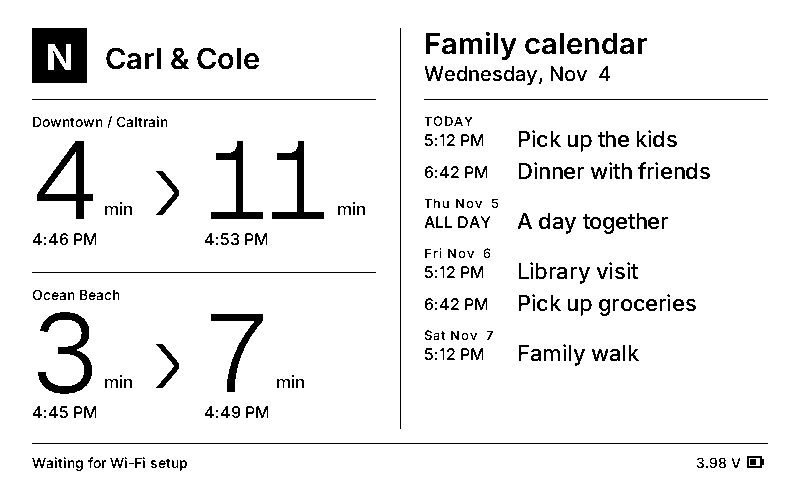 N Carl & Cole
Downtown / Caltrain
4 min > 11 min
4:46 PM 4:53 PM
Ocean Beach
3 min > 7 min
4:45 PM 4:49 PM
Family calendar
Wednesday, Nov 4
TODAY
5:12 PM Pick up the kids
6:42 PM Dinner with friends
Thu Nov 5
ALL DAY A day together
Fri Nov 6
5:12 PM Library visit
6:42 PM Pick up groceries
Sat Nov 7
5:12 PM Family walk
Waiting for Wi-Fi setup 3.98 V